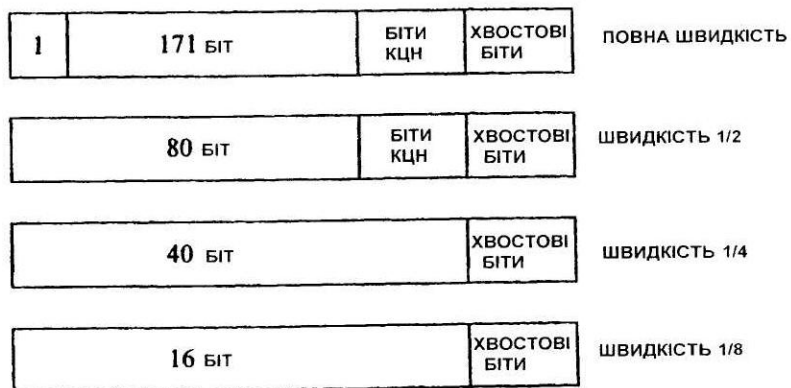 1
171 БІТ
БІТИ
КЦН
ХВОСТОВІ
БІТИ
ПОВНА ШВИДКІСТЬ
80 БІТ
БІТИ
КЦН
ХВОСТОВІ
БІТИ
ШВИДКІСТЬ 1/2
40 БІТ
ХВОСТОВІ
БІТИ
ШВИДКІСТЬ 1/4
16 БІТ
ХВОСТОВІ
БІТИ
ШВИДКІСТЬ 1/8